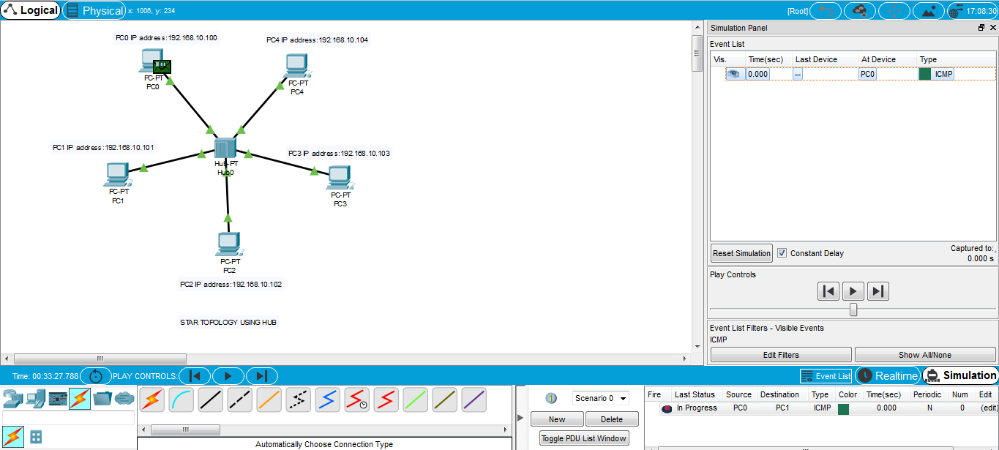 Logical
Physical
x: 1006, y: 234
[Root]
17:08:30
PC0 IP address:192.168.10.100
PC-PT
PC0
PC4 IP address:192.168.10.104
PC-PT
PC4
PC1 IP address:192.168.10.101
PC-PT
PC1
Hub-PT
Hub0
PC3 IP address:192.168.10.103
PC-PT
PC3
PC-PT
PC2
PC2 IP address:192.168.10.102
STAR TOPOLOGY USING HUB
Simulation Panel
Event List
Vis. Time(sec) Last Device At Device Type
0.000 -- PC0 ICMP
Reset Simulation
Constant Delay
Captured to:
0.000 s
Play Controls
Event List Filters - Visible Events
ICMP
Edit Filters
Show All/None
Time: 00:33:27.788
PLAY CONTROLS:
Event List
Realtime
Simulation
Automatically Choose Connection Type
Scenario 0
New
Delete
Toggle PDU List Window
Fire Last Status Source Destination Type Color Time(sec) Periodic Num Edit
In Progress PC0 PC1 ICMP 0.000 N 0 (edit)